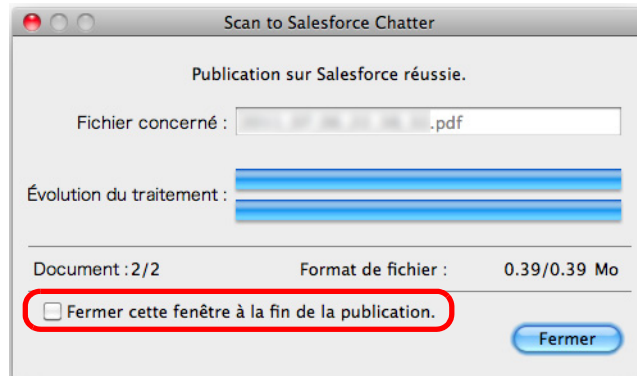 Scan to Salesforce Chatter
Publication sur Salesforce réussie.
Fichier concerné : .pdf
Évolution du traitement :
Document :2/2 Format de fichier : 0.39/0.39 Mo
Fermer cette fenêtre à la fin de la publication.
Fermer